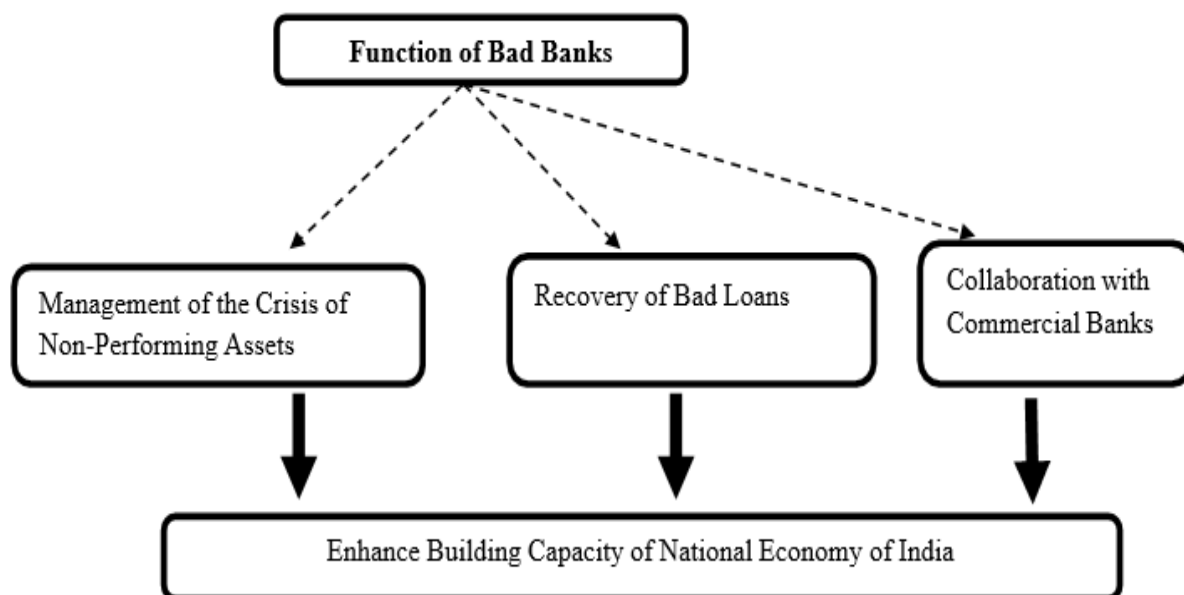 Function of Bad Banks
Management of the Crisis of
Non-Performing Assets
Recovery of Bad Loans
Collaboration with
Commercial Banks
Enhance Building Capacity of National Economy of India